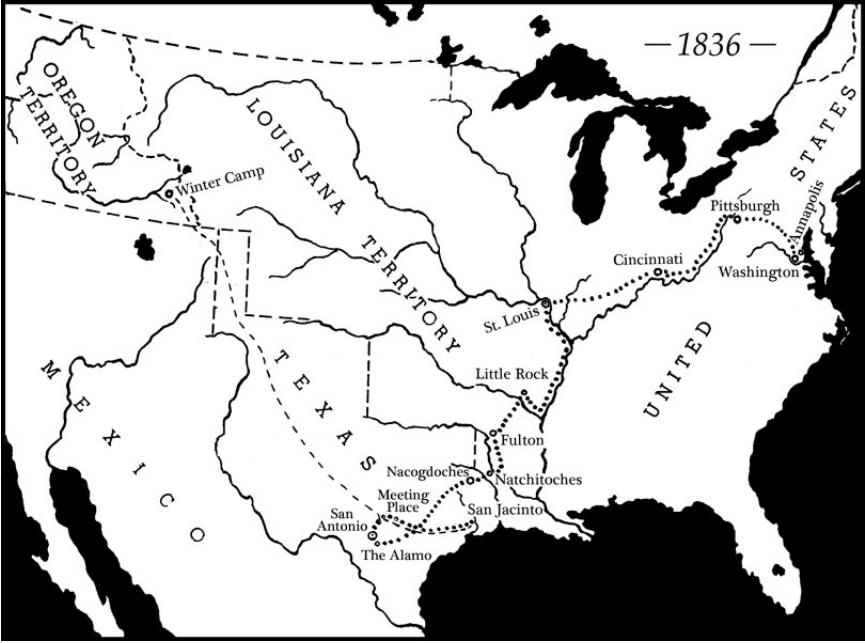 — 1836 —
OREGON
TERRITORY
LOUISIANA TERRITORY
UNITED STATES
Winter Camp
Pittsburgh
Annapolis
Washington
Cincinnati
St. Louis
MEXICO
TEXAS
Little Rock
Fulton
Nacogdoches
Natchitoches
Meeting
Place
San Jacinto
San
Antonio
The Alamo